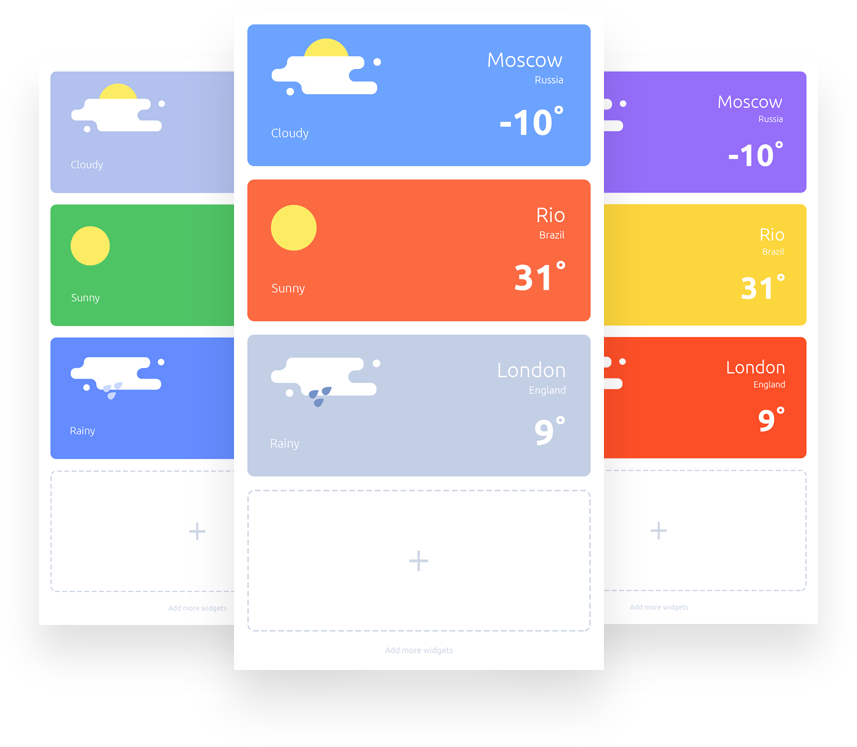 Cloudy
Sunny
Rainy
Add more widgets
Moscow
Russia
-10°
Cloudy
Rio
Brazil
31°
Sunny
London
England
9°
Rainy
Add more widgets
Moscow
Russia
-10°
Rio
Brazil
31°
London
England
9°
Add more widgets